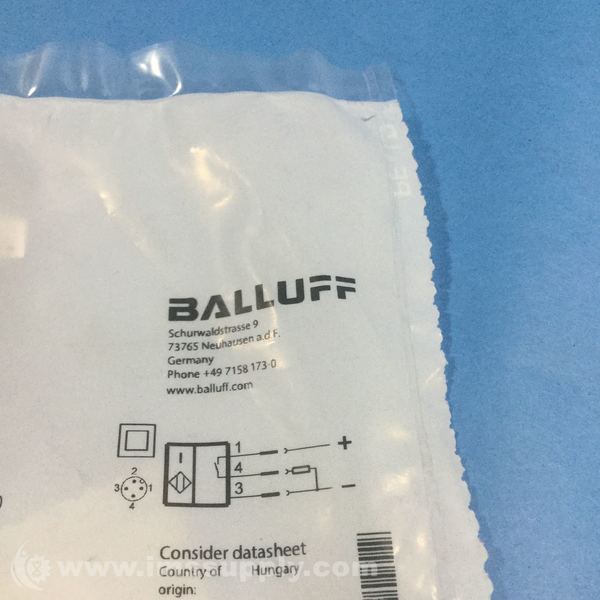 BALLUFF
Schurwaldstrasse 9
73765 Neuhausen a.d F.
Germany
Phone +49 7158 173-0
www.balluff.com
1 +
4
3 −
2
3 1
4
Consider datasheet
Country of Hungary
origin: